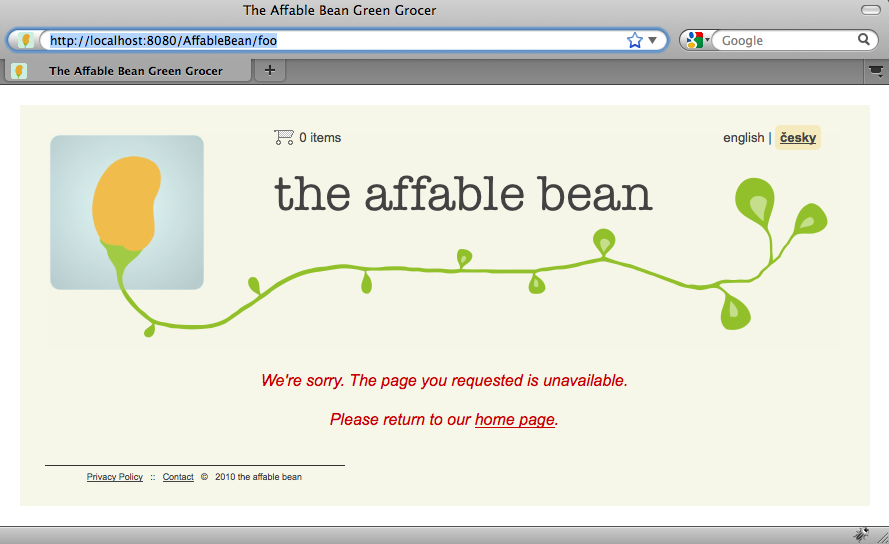 The Affable Bean Green Grocer
http://localhost:8080/AffableBean/foo
Google
The Affable Bean Green Grocer
0 items
english | česky
the affable bean
We're sorry. The page you requested is unavailable.
Please return to our home page.
Privacy Policy :: Contact © 2010 the affable bean